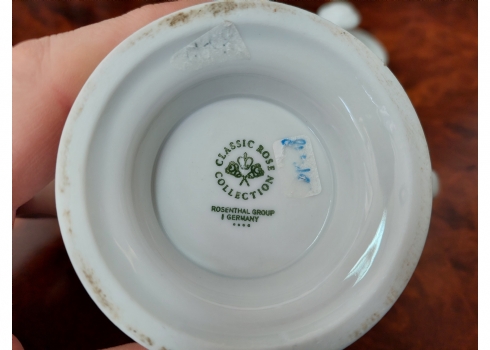 CLASSIC ROSE
COLLECTION
ROSENTHAL GROUP
GERMANY